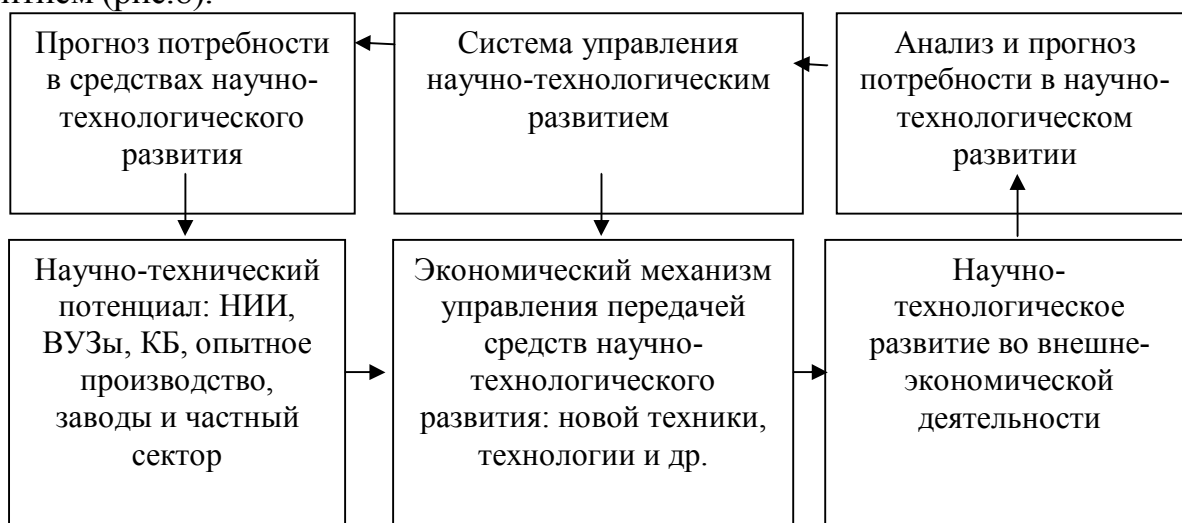 (рис.8).
Прогноз потребности
в средствах научно-
технологического
развития
Система управления
научно-технологическим
развитием
Анализ и прогноз
потребности в научно-
технологическом
развитии
Научно-технический
потенциал: НИИ,
ВУЗы, КБ, опытное
производство,
заводы и частный
сектор
Экономический механизм
управления передачей
средств научно-
технологического
развития: новой техники,
технологии и др.
Научно-
технологическое
развитие во внешне-
экономической
деятельности